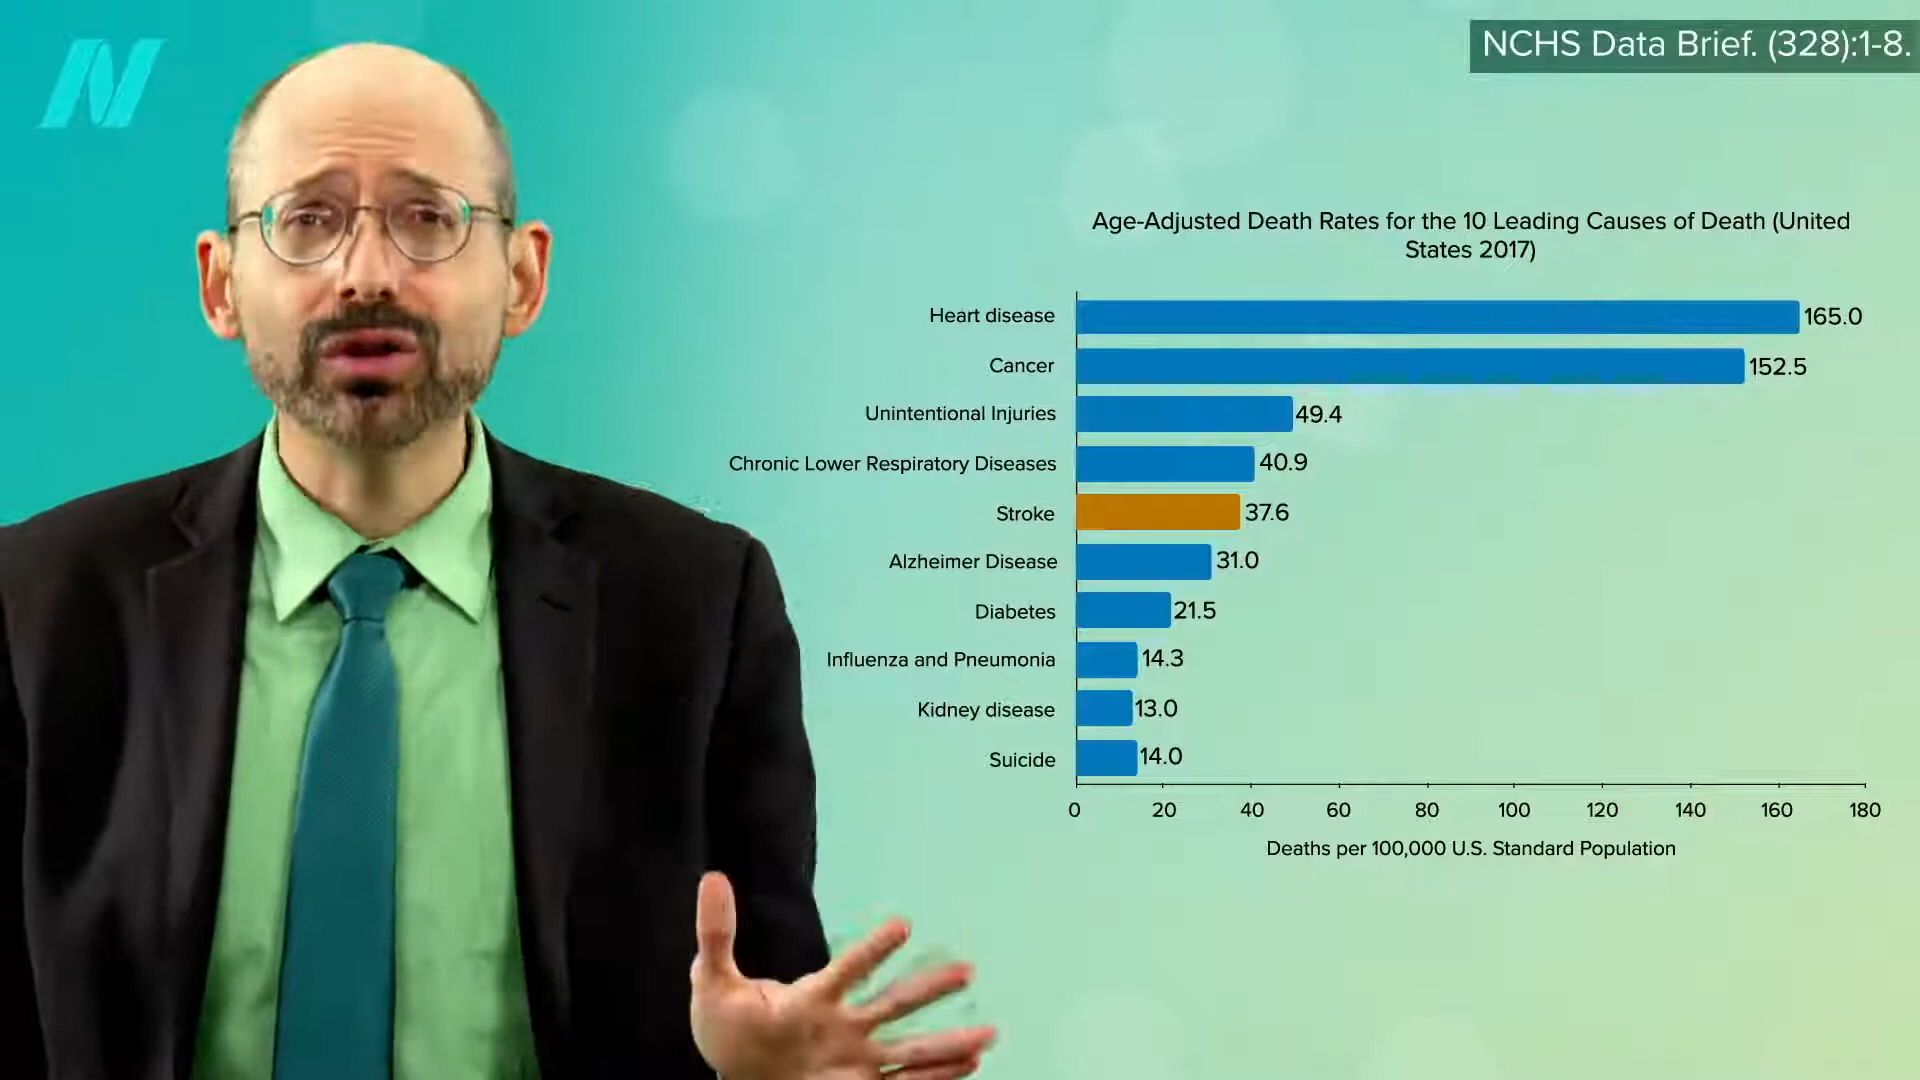 N
NCHS Data Brief. (328):1-8.
Age-Adjusted Death Rates for the 10 Leading Causes of Death (United
States 2017)
Heart disease 165.0
Cancer 152.5
Unintentional Injuries 49.4
Chronic Lower Respiratory Diseases 40.9
Stroke 37.6
Alzheimer Disease 31.0
Diabetes 21.5
Influenza and Pneumonia 14.3
Kidney disease 13.0
Suicide 14.0
0 20 40 60 80 100 120 140 160 180
Deaths per 100,000 U.S. Standard Population